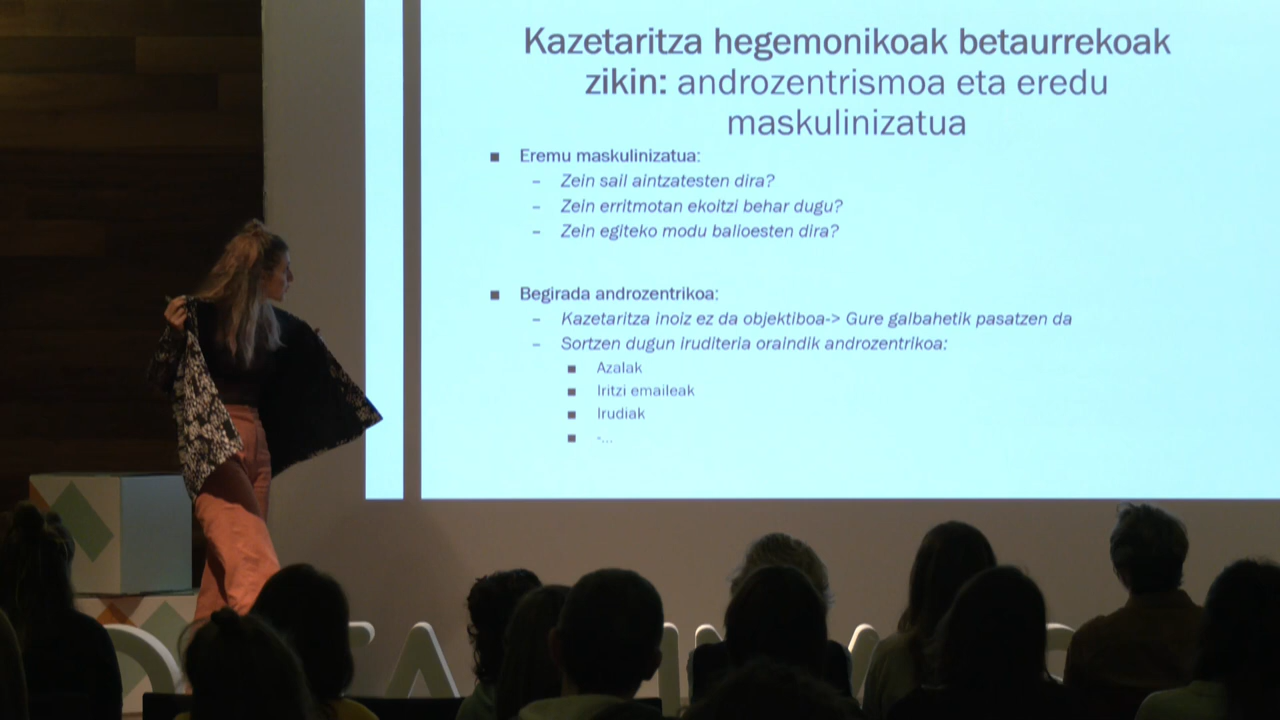 Kazetaritza hegemonikoak betaurrekoak
zikin: androzentrismoa eta eredu
maskulinizatua
■ Eremu maskulinizatua:
– Zein sail aintzatesten dira?
– Zein erritmotan ekoitzi behar dugu?
– Zein egiteko modu balioesten dira?
■ Begirada androzentrikoa:
– Kazetaritza inoiz ez da objektiboa-> Gure galbahetik pasatzen da
– Sortzen dugun iruditeria oraindik androzentrikoa:
■ Azalak
■ Iritzi emaileak
■ Irudiak
■ -...